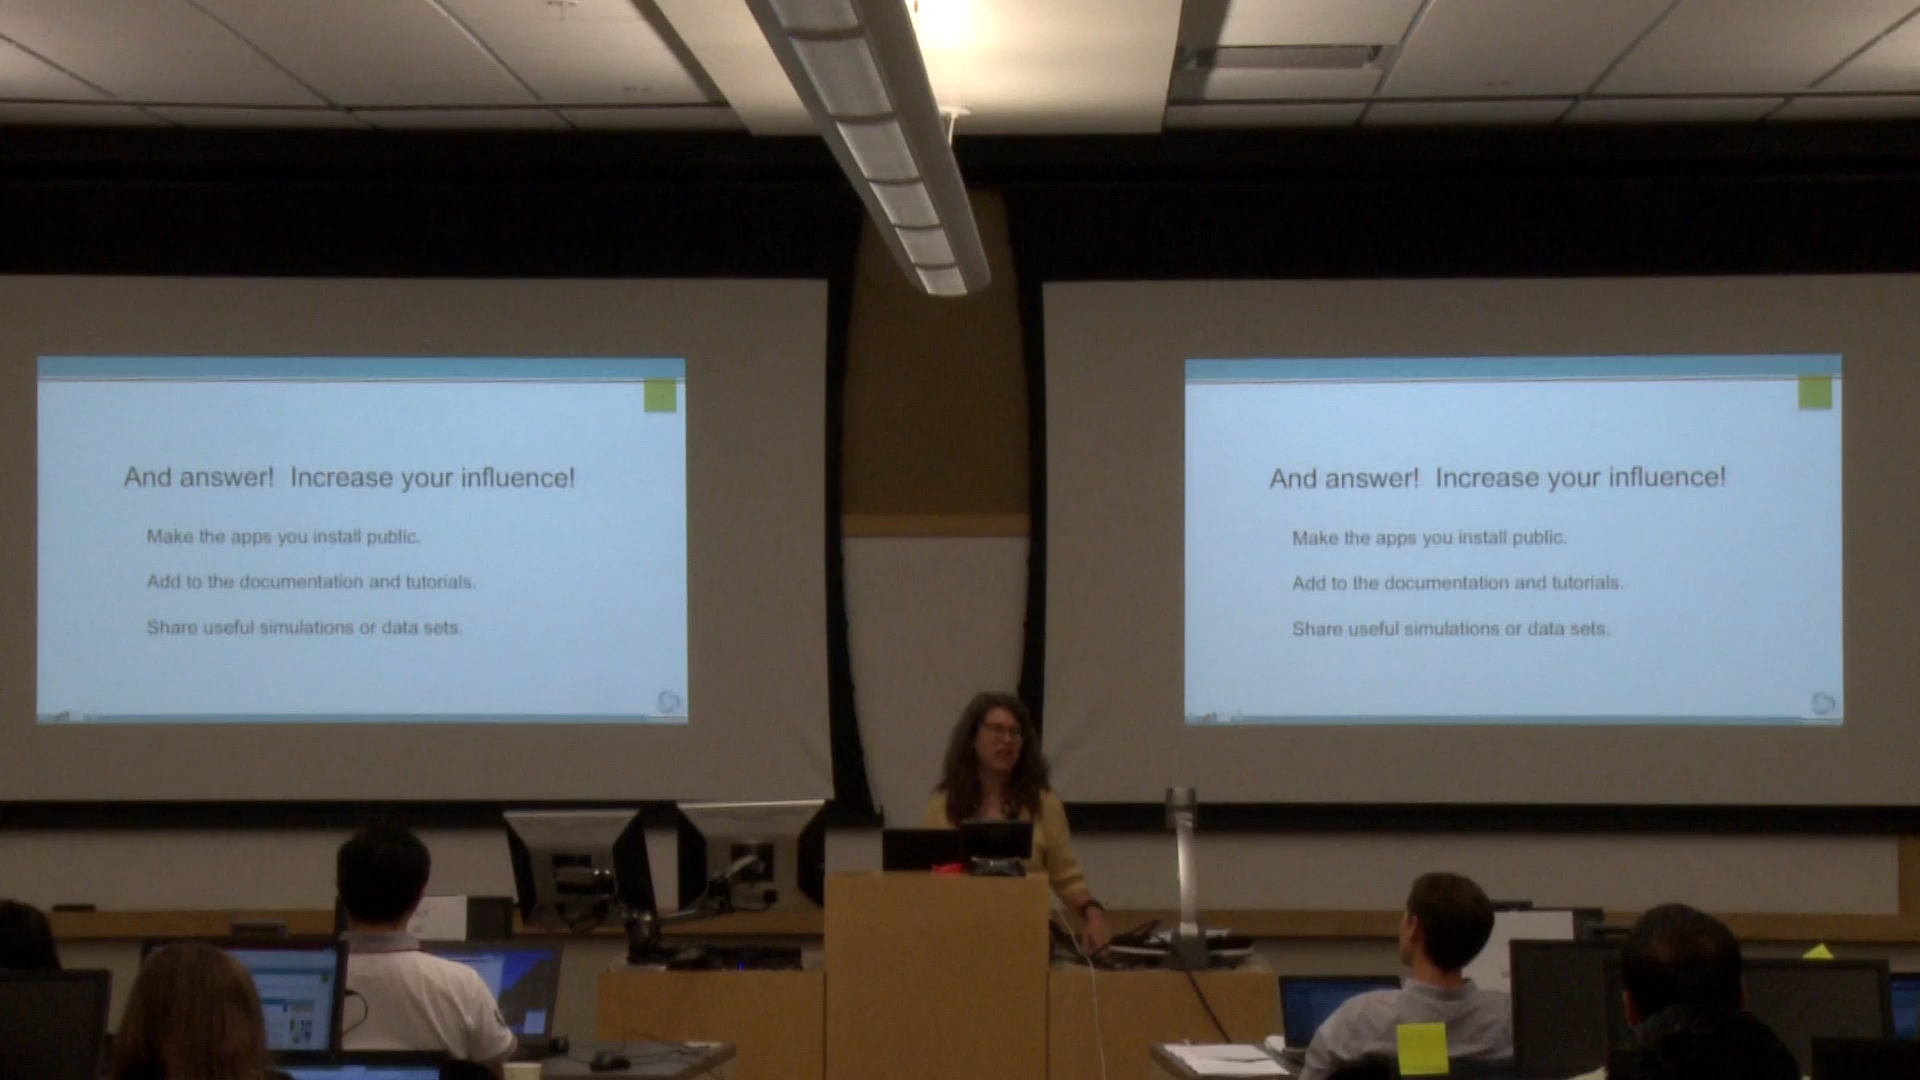 And answer! Increase your influence!
Make the apps you install public.
Add to the documentation and tutorials.
Share useful simulations or data sets.
And answer! Increase your influence!
Make the apps you install public.
Add to the documentation and tutorials.
Share useful simulations or data sets.